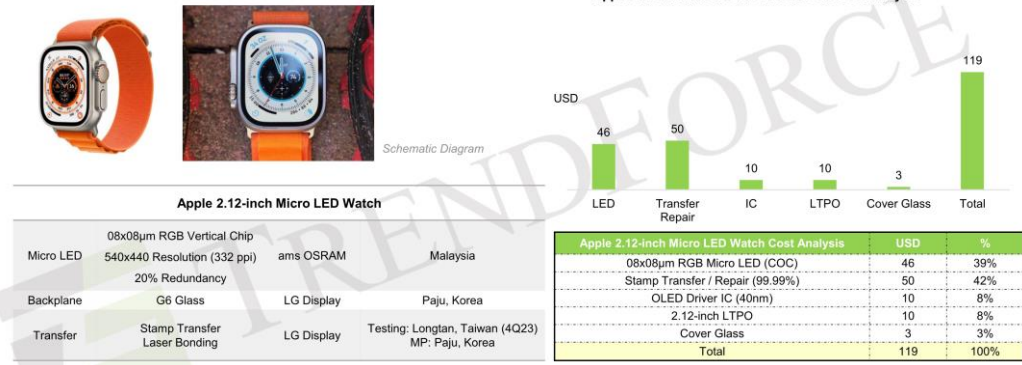 Schematic Diagram
Apple 2.12-inch Micro LED Watch
Micro LED
08x08µm RGB Vertical Chip
540x440 Resolution (332 ppi)
20% Redundancy
ams OSRAM
Malaysia
Backplane
G6 Glass
LG Display
Paju, Korea
Transfer
Stamp Transfer
Laser Bonding
LG Display
Testing: Longtan, Taiwan (4Q23)
MP: Paju, Korea
USD
46
50
10
10
3
119
LED
Transfer
Repair
IC
LTPO
Cover Glass
Total
Apple 2.12-inch Micro LED Watch Cost Analysis USD %
08x08µm RGB Micro LED (COC) 46 39%
Stamp Transfer / Repair (99.99%) 50 42%
OLED Driver IC (40nm) 10 8%
2.12-inch LTPO 10 8%
Cover Glass 3 3%
Total 119 100%
TRENDFORCE